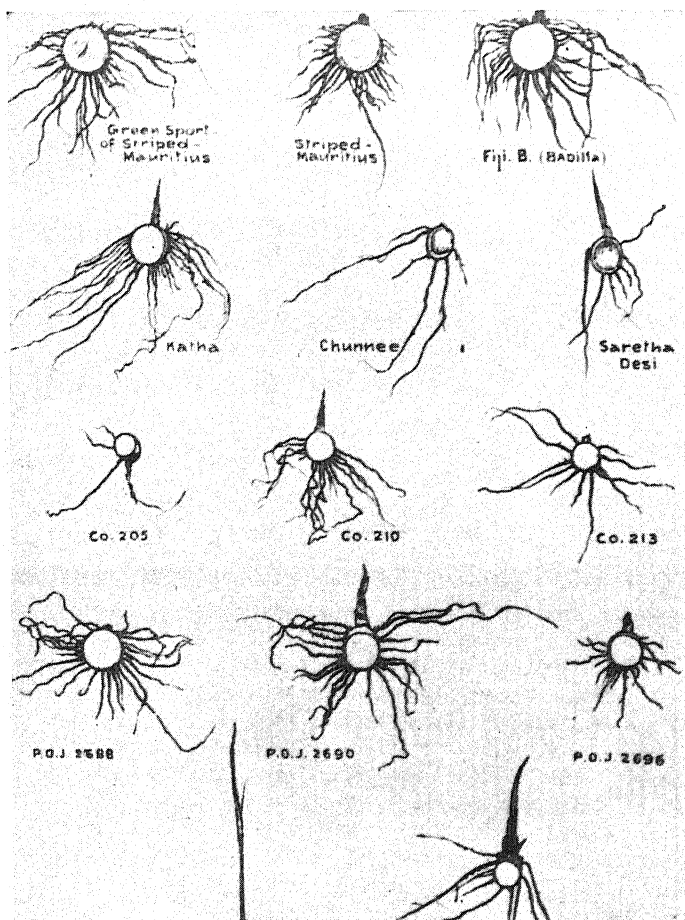 Green Sport
of Striped-
Mauritius
Striped-
Mauritius
Fiji. B. (BADILLA)
Katha
Chunnee
Saretha
Desi
Co. 205
Co. 210
Co. 213
P.O.J. 2688
P.O.J. 2690
P.O.J. 2696